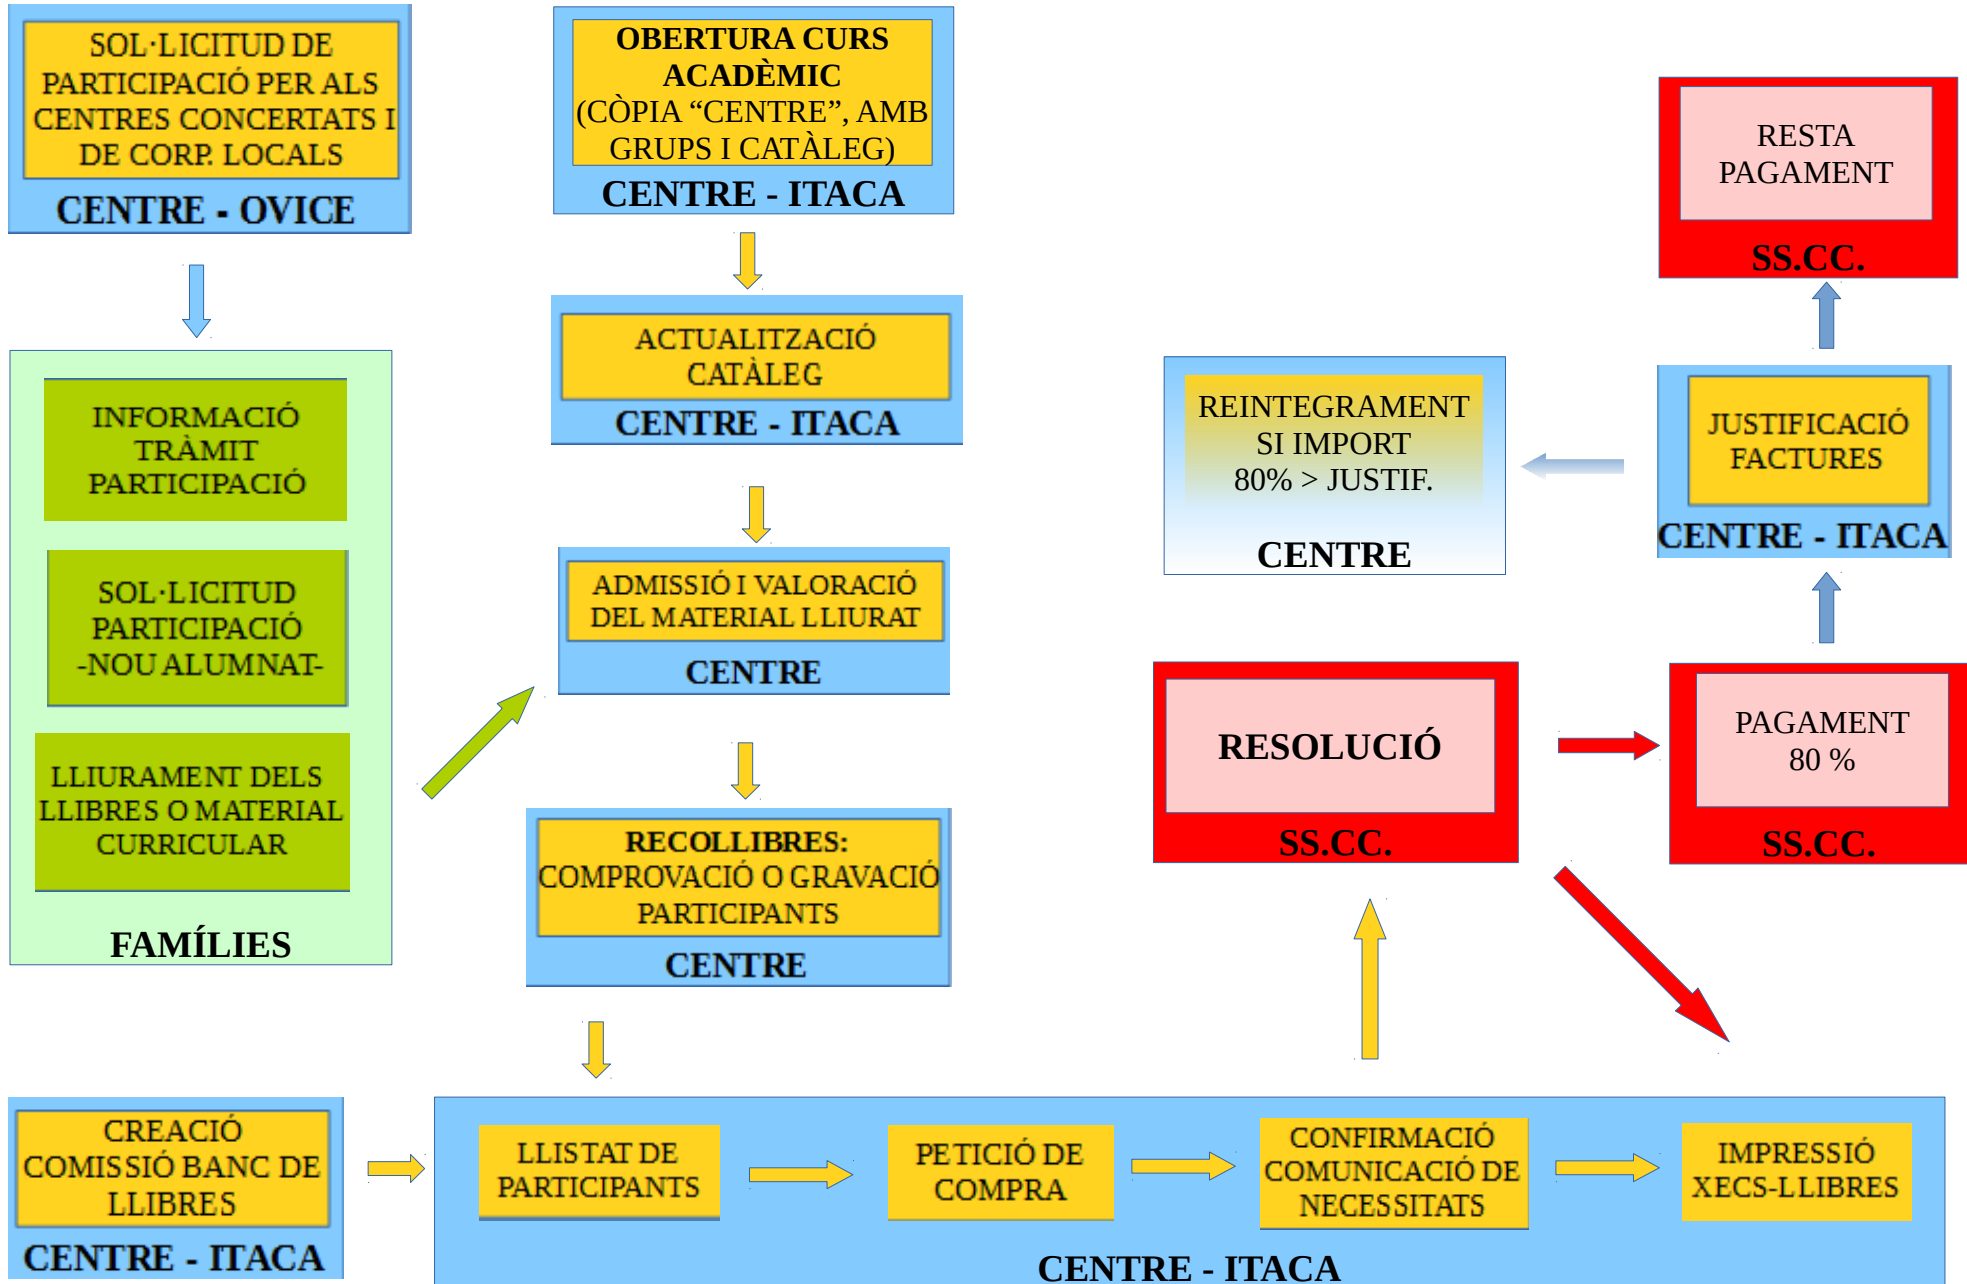 SOL·LICITUD DE
PARTICIPACIÓ PER ALS
CENTRES CONCERTATS I
DE CORP. LOCALS
CENTRE - OVICE
INFORMACIÓ
TRÀMIT
PARTICIPACIÓ
SOL·LICITUD
PARTICIPACIÓ
-NOU ALUMNAT-
LLIURAMENT DELS
LLIBRES O MATERIAL
CURRICULAR
FAMÍLIES
OBERTURA CURS
ACADÈMIC
(CÒPIA “CENTRE”, AMB
GRUPS I CATÀLEG)
CENTRE - ITACA
ACTUALITZACIÓ
CATÀLEG
CENTRE - ITACA
ADMISSIÓ I VALORACIÓ
DEL MATERIAL LLIURAT
CENTRE
RECOLLIBRES:
COMPROVACIÓ O GRAVACIÓ
PARTICIPANTS
CENTRE
CREACIÓ
COMISSIÓ BANC DE
LLIBRES
CENTRE - ITACA
LLISTAT DE
PARTICIPANTS
PETICIÓ DE
COMPRA
CONFIRMACIÓ
COMUNICACIÓ DE
NECESSITATS
IMPRESSIÓ
XECS-LLIBRES
CENTRE - ITACA
RESOLUCIÓ
SS.CC.
PAGAMENT
80 %
SS.CC.
JUSTIFICACIÓ
FACTURES
CENTRE - ITACA
REINTEGRAMENT
SI IMPORT
80% > JUSTIF.
CENTRE
RESTA
PAGAMENT
SS.CC.